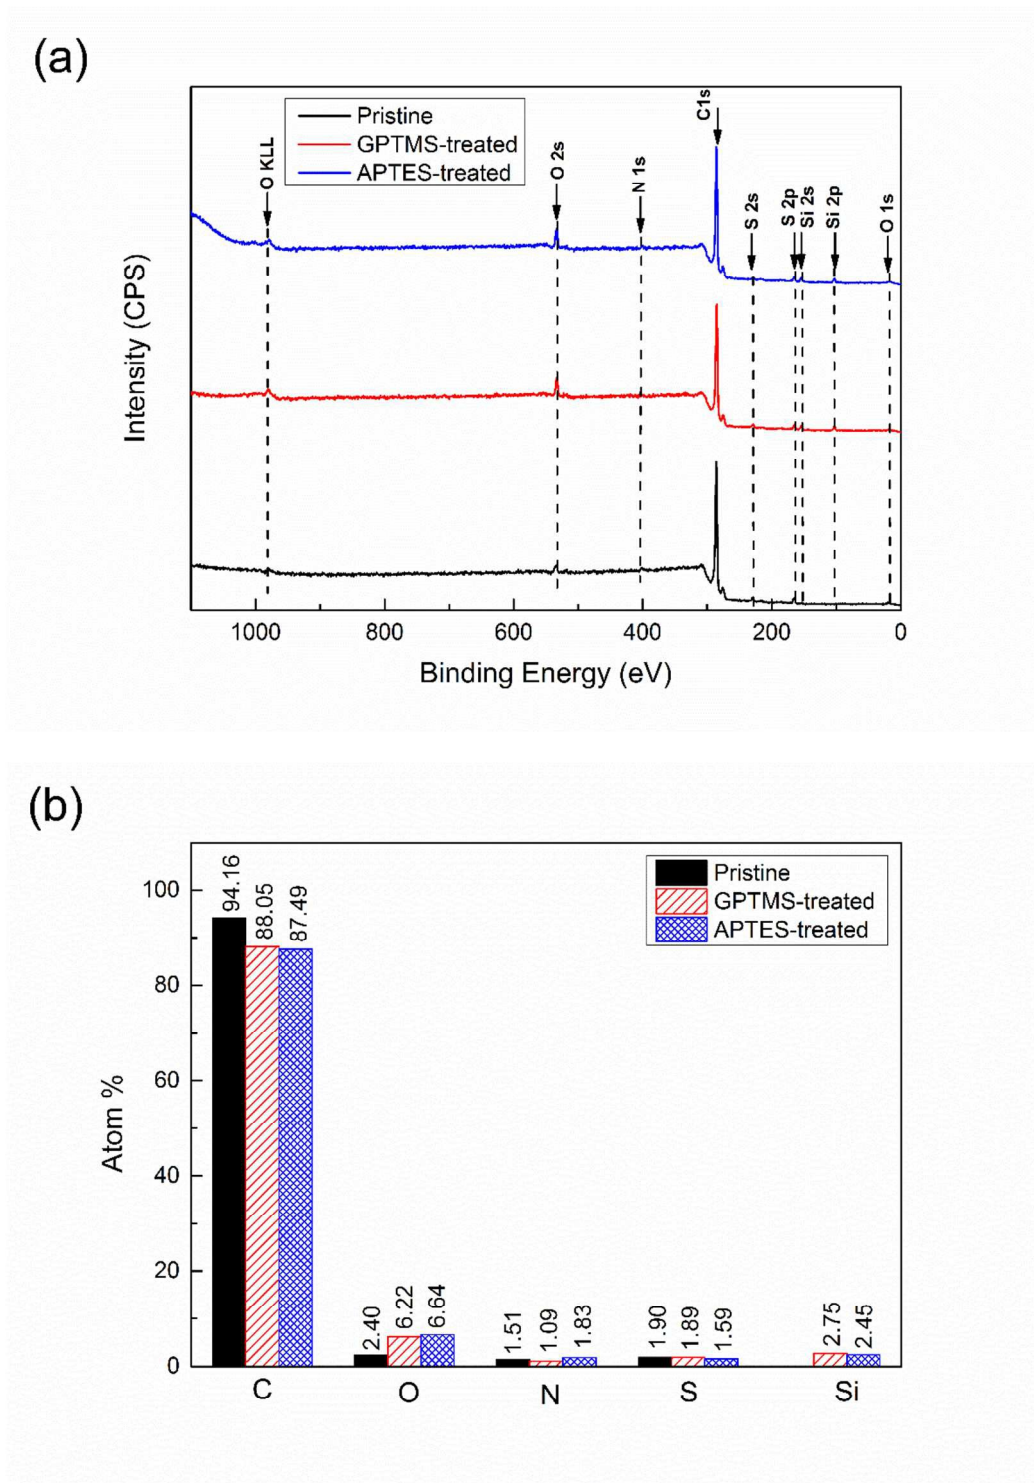 (a)
Pristine
GPTMS-treated
APTES-treated
O KLL
O 2s
N 1s
C1s
S 2s
S 2p
Si 2s
Si 2p
O 1s
Intensity (CPS)
1000 800 600 400 200 0
Binding Energy (eV)
(b)
Pristine
GPTMS-treated
APTES-treated
94.16 88.05 87.49
2.40 6.22 6.64
1.51 1.09 1.83
1.90 1.89 1.59
2.75 2.45
100
80
60
40
20
0
Atom %
C O N S Si